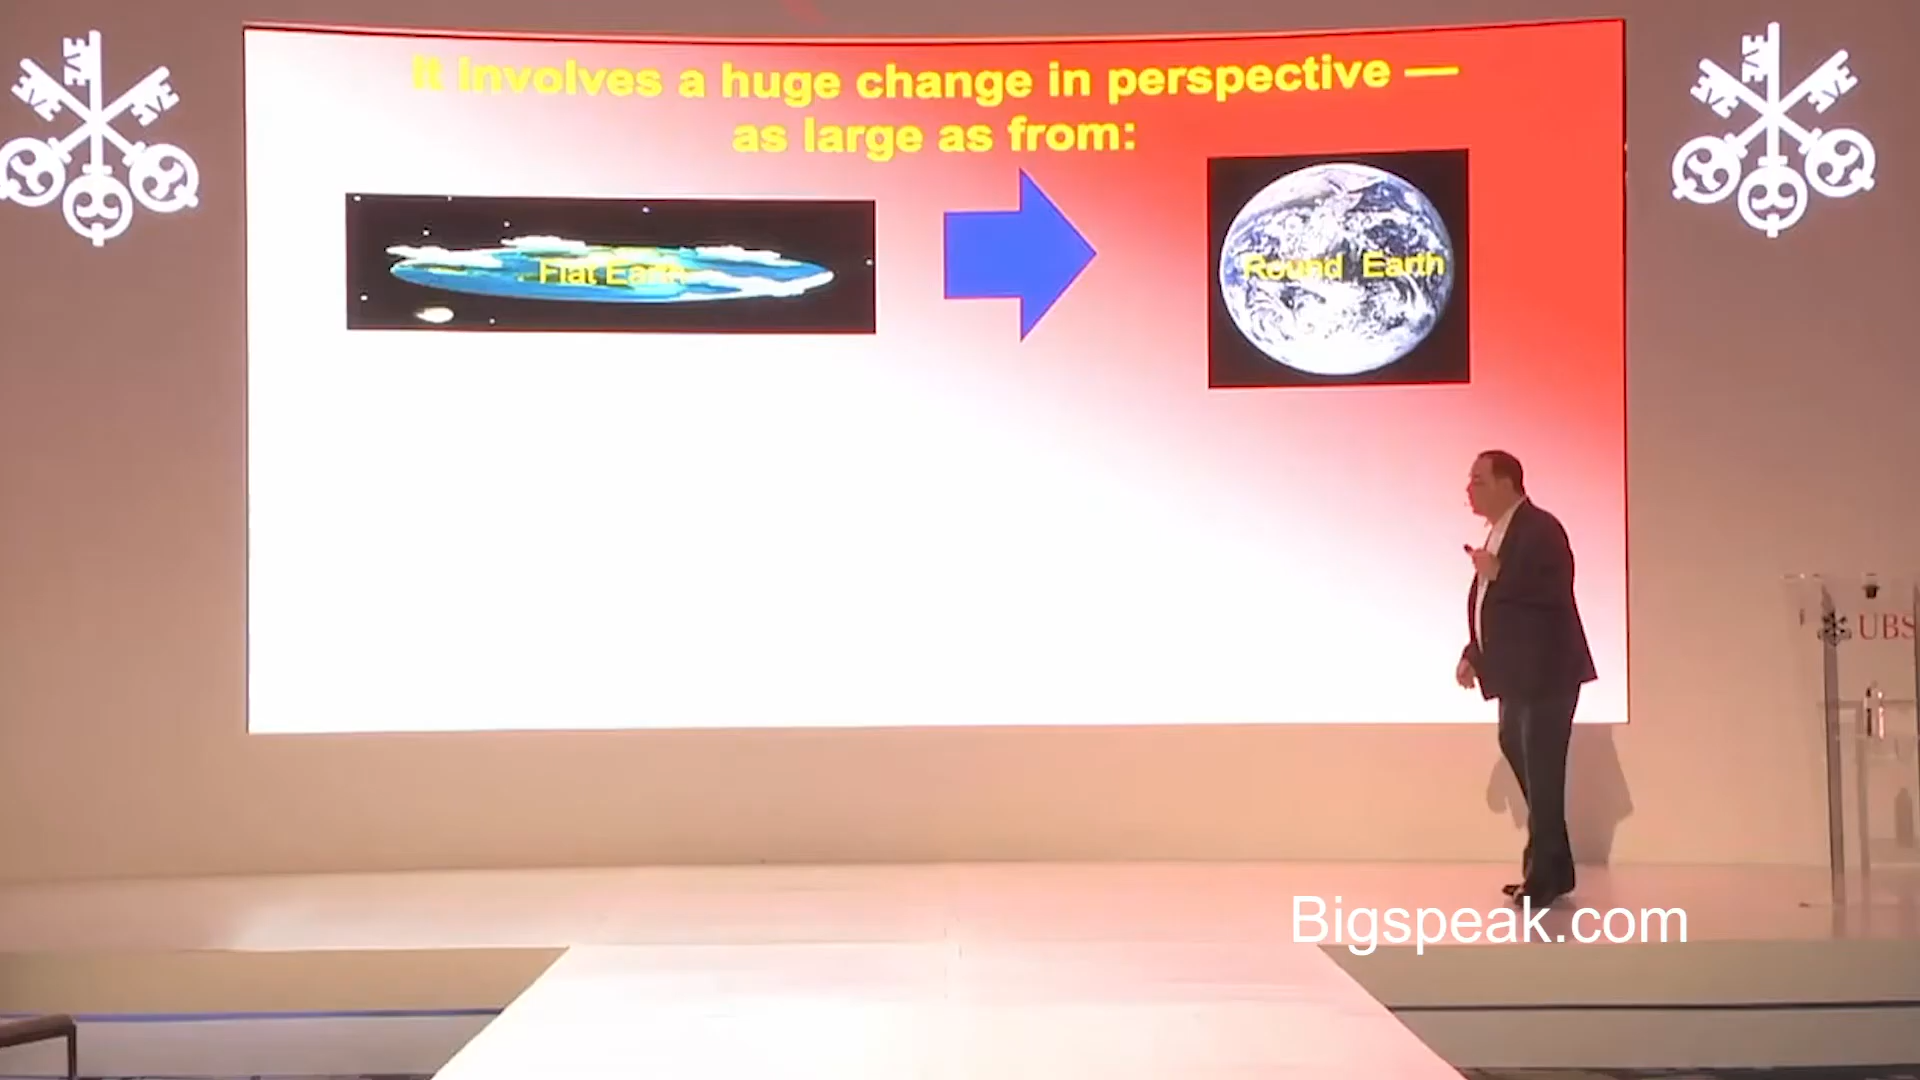 It involves a huge change in perspective —
as large as from:
Flat Earth
Round Earth
UBS
Bigspeak.com